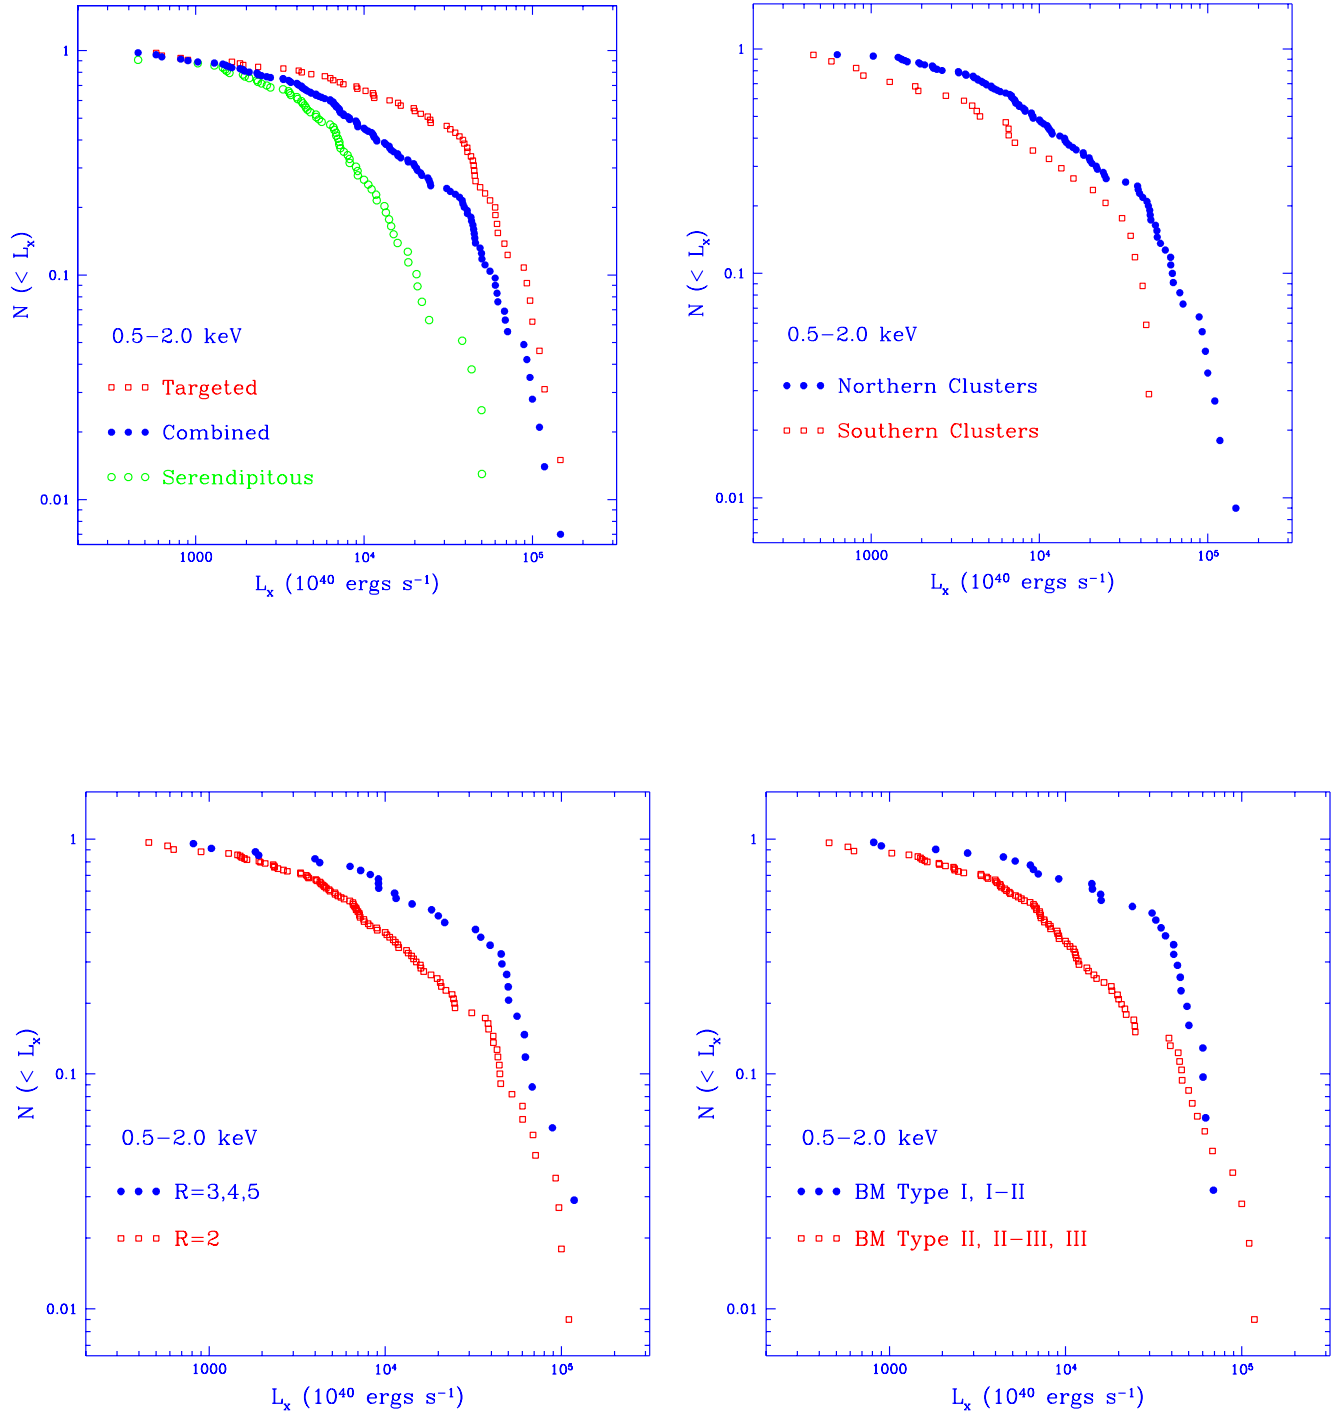 1
0.1
0.01
N (< Lₓ)
0.5−2.0 keV
Targeted
Combined
Serendipitous
1000
10⁴
10⁵
Lₓ (10⁴⁰ ergs s⁻¹)
1
0.1
0.01
N (< Lₓ)
0.5−2.0 keV
Northern Clusters
Southern Clusters
1000
10⁴
10⁵
Lₓ (10⁴⁰ ergs s⁻¹)
1
0.1
0.01
N (< Lₓ)
0.5−2.0 keV
R=3,4,5
R=2
1000
10⁴
10⁵
Lₓ (10⁴⁰ ergs s⁻¹)
1
0.1
0.01
N (< Lₓ)
0.5−2.0 keV
BM Type I, I−II
BM Type II, II−III, III
1000
10⁴
10⁵
Lₓ (10⁴⁰ ergs s⁻¹)